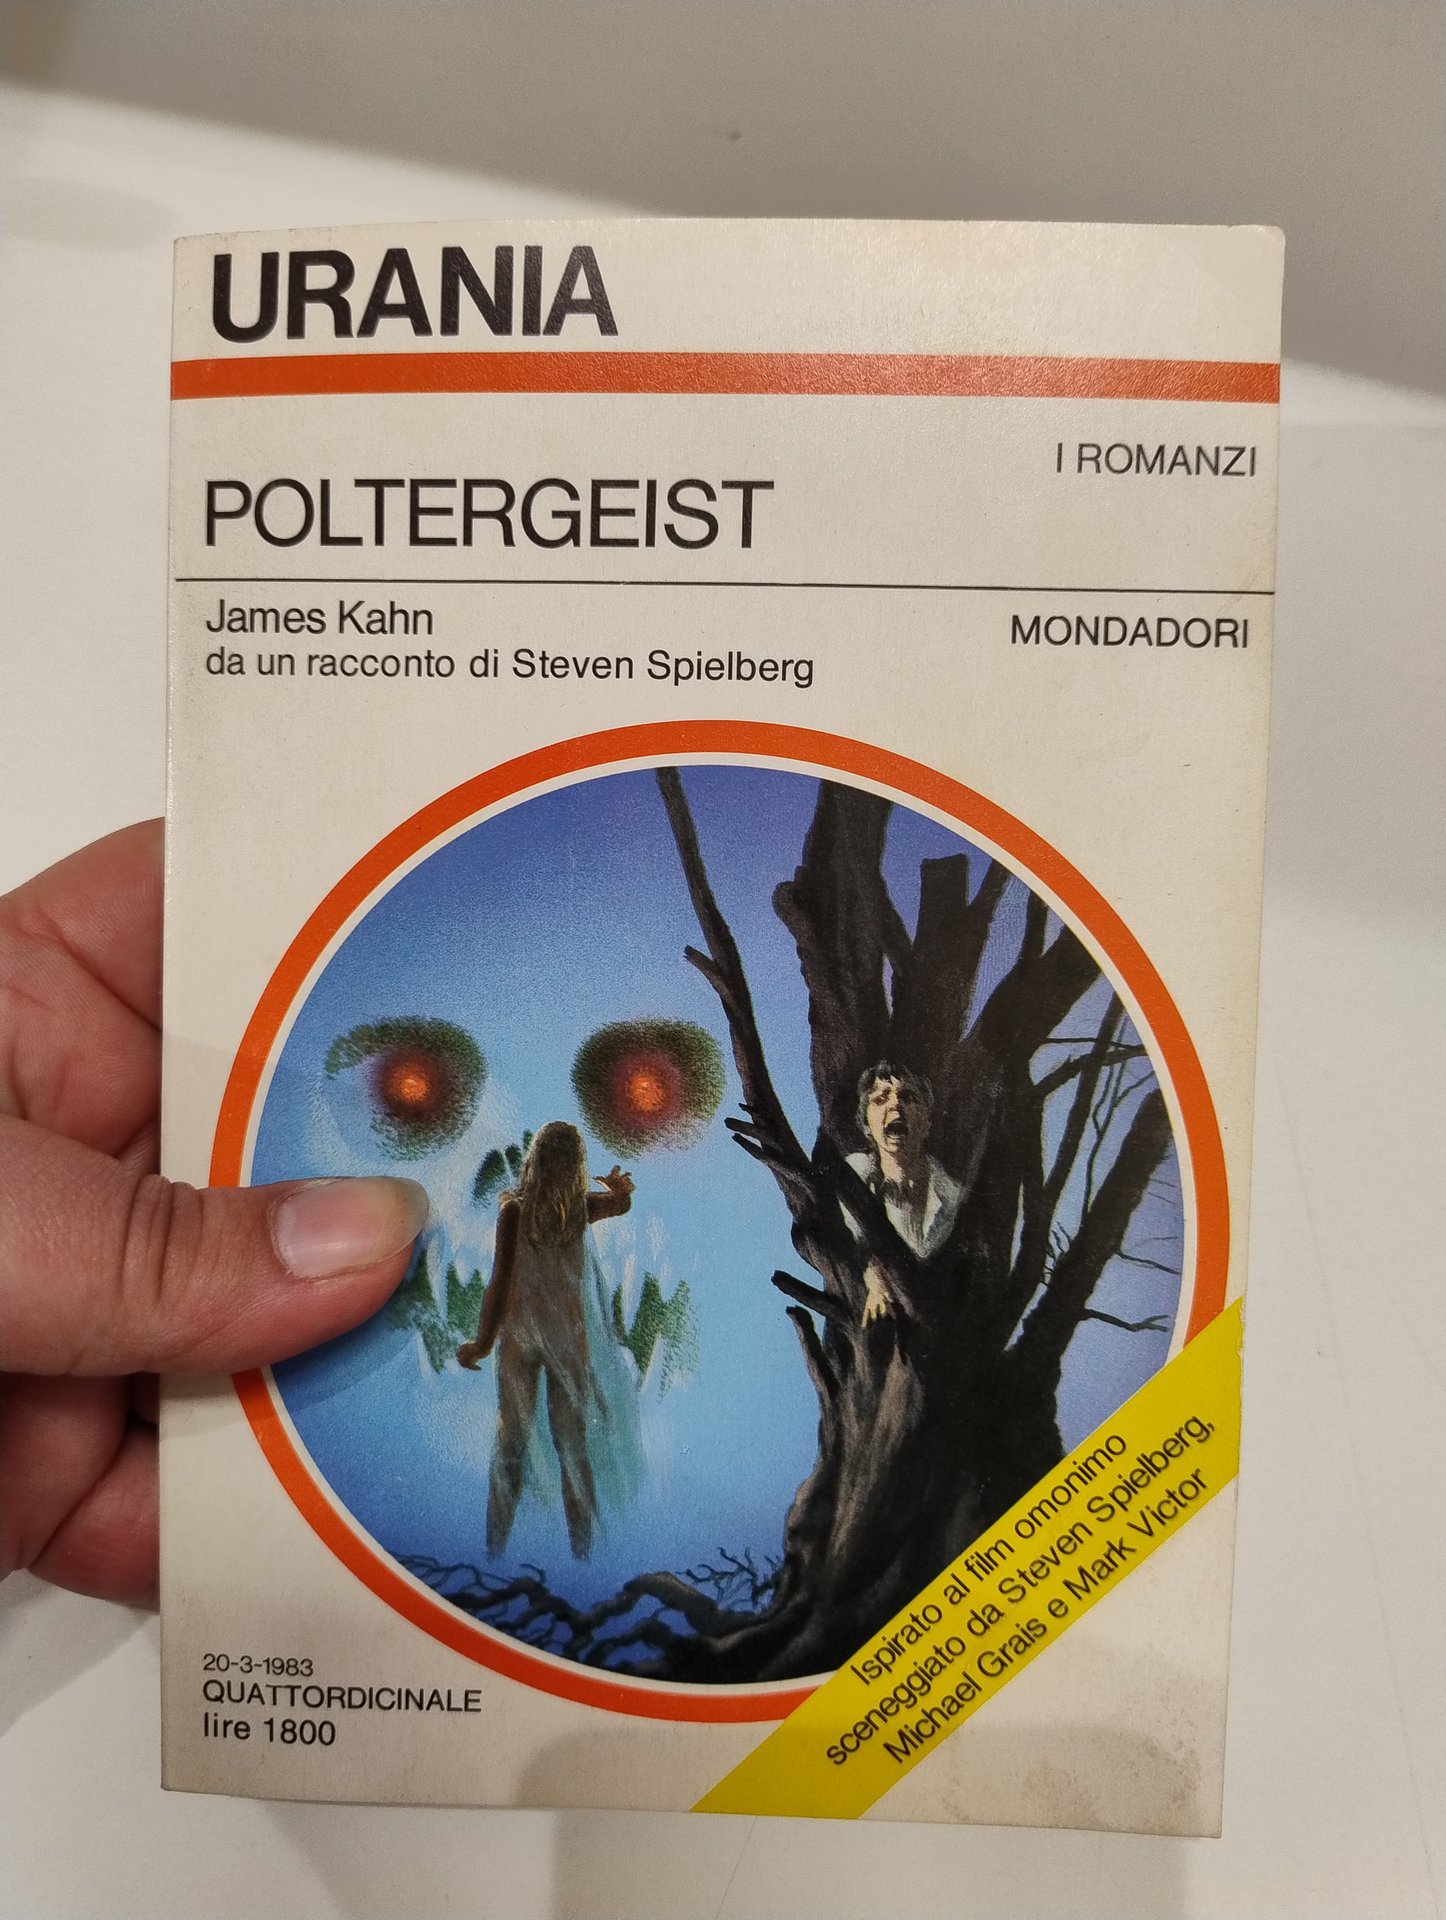 URANIA
I ROMANZI
POLTERGEIST
James Kahn
da un racconto di Steven Spielberg
MONDADORI
Ispirato al film omonimo
sceneggiato da Steven Spielberg,
Michael Grais e Mark Victor
20-3-1983
QUATTORDICINALE
lire 1800